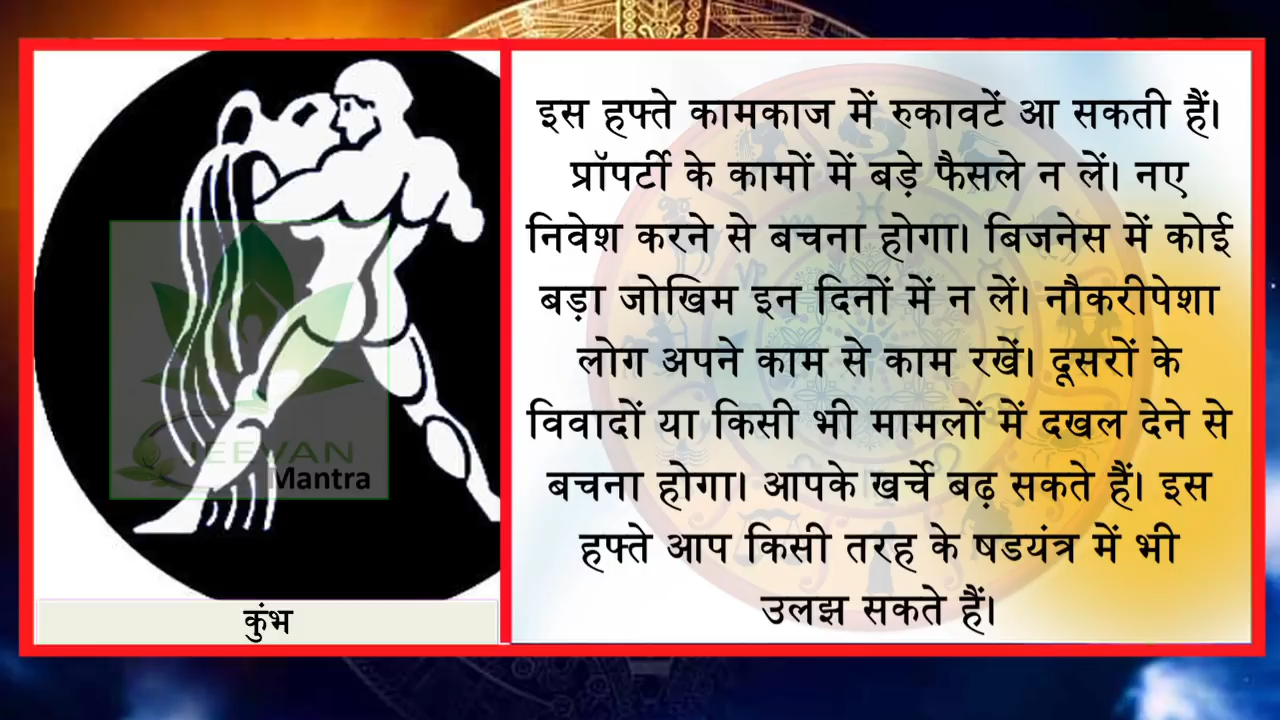 इस हफ्ते कामकाज में रुकावटें आ सकती हैं।
प्रॉपर्टी के कामों में बड़े फैसले न लें। नए
निवेश करने से बचना होगा। बिजनेस में कोई
बड़ा जोखिम इन दिनों में न लें। नौकरीपेशा
लोग अपने काम से काम रखें। दूसरों के
विवादों या किसी भी मामलों में दखल देने से
बचना होगा। आपके खर्चे बढ़ सकते हैं। इस
हफ्ते आप किसी तरह के षडयंत्र में भी
उलझ सकते हैं।
JEEVAN
Mantra
कुंभ